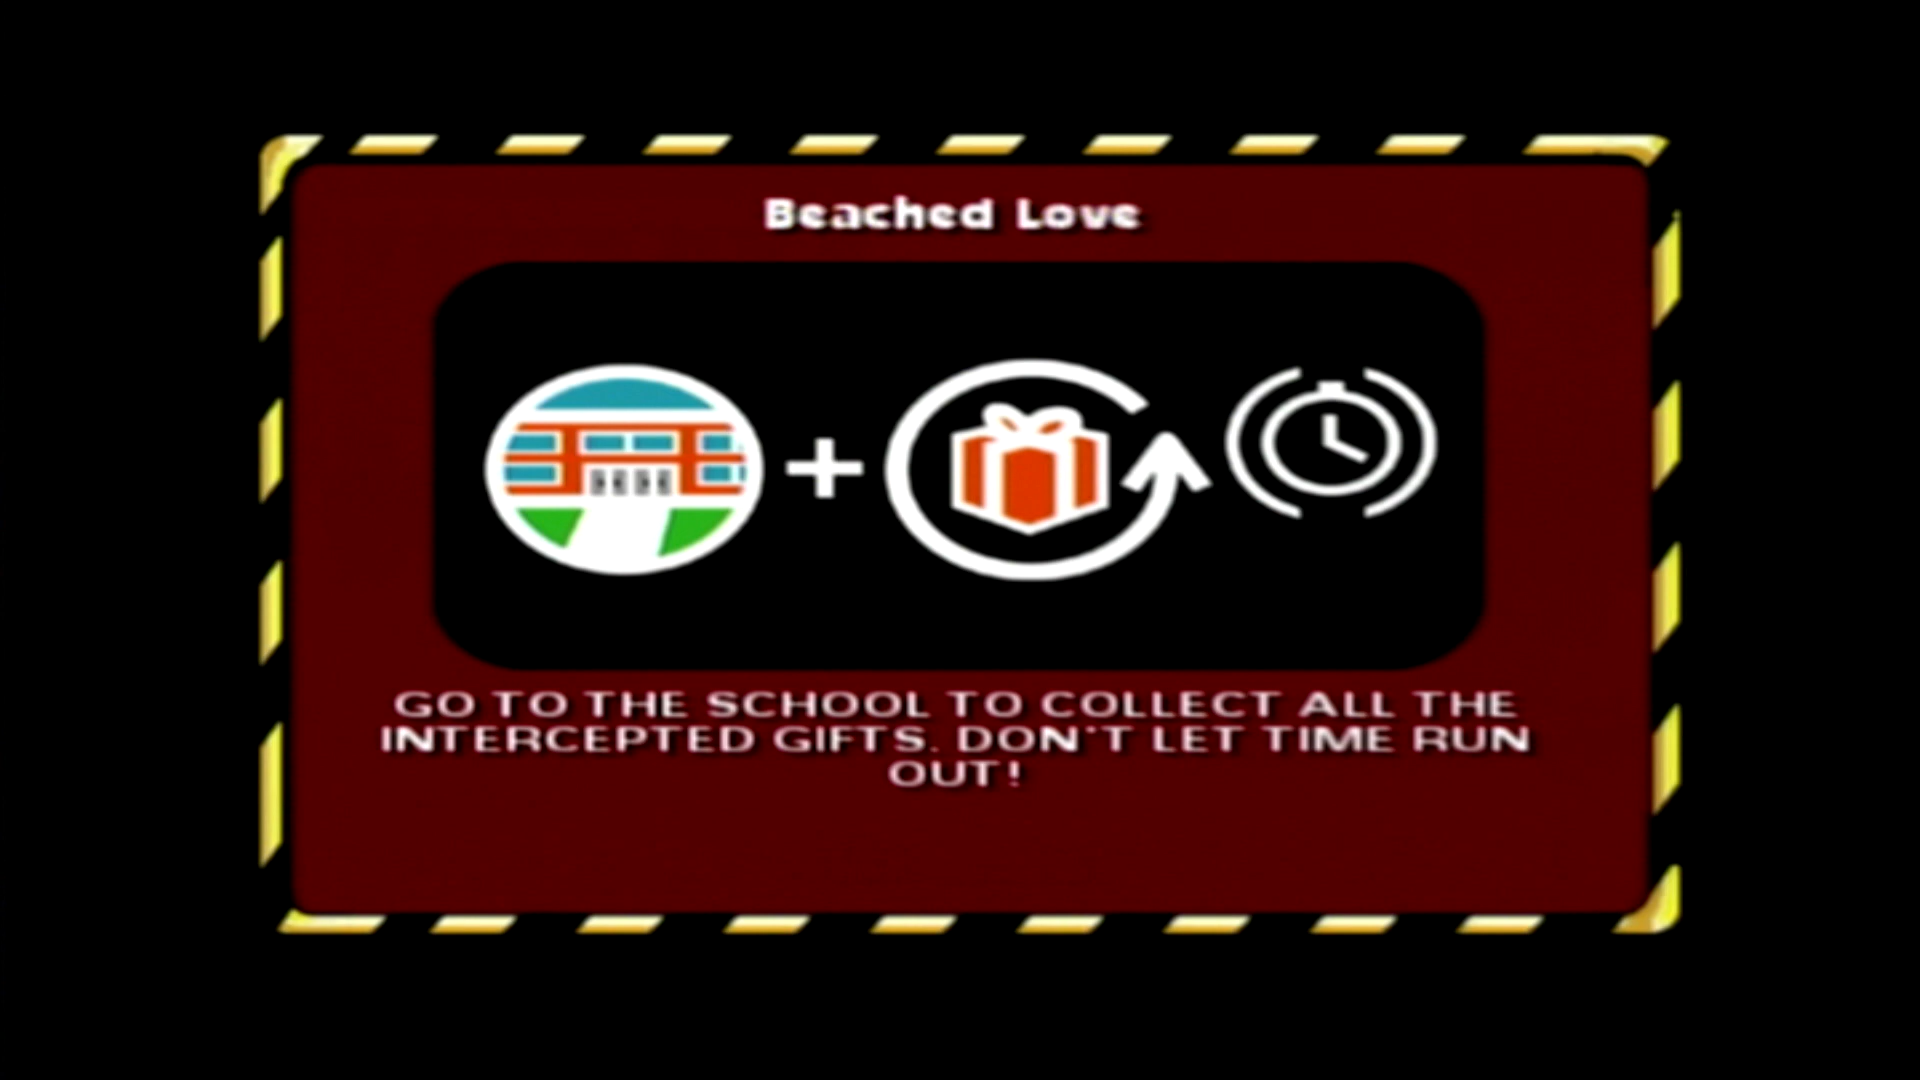 Beached Love
GO TO THE SCHOOL TO COLLECT ALL THE
INTERCEPTED GIFTS. DON'T LET TIME RUN
OUT!